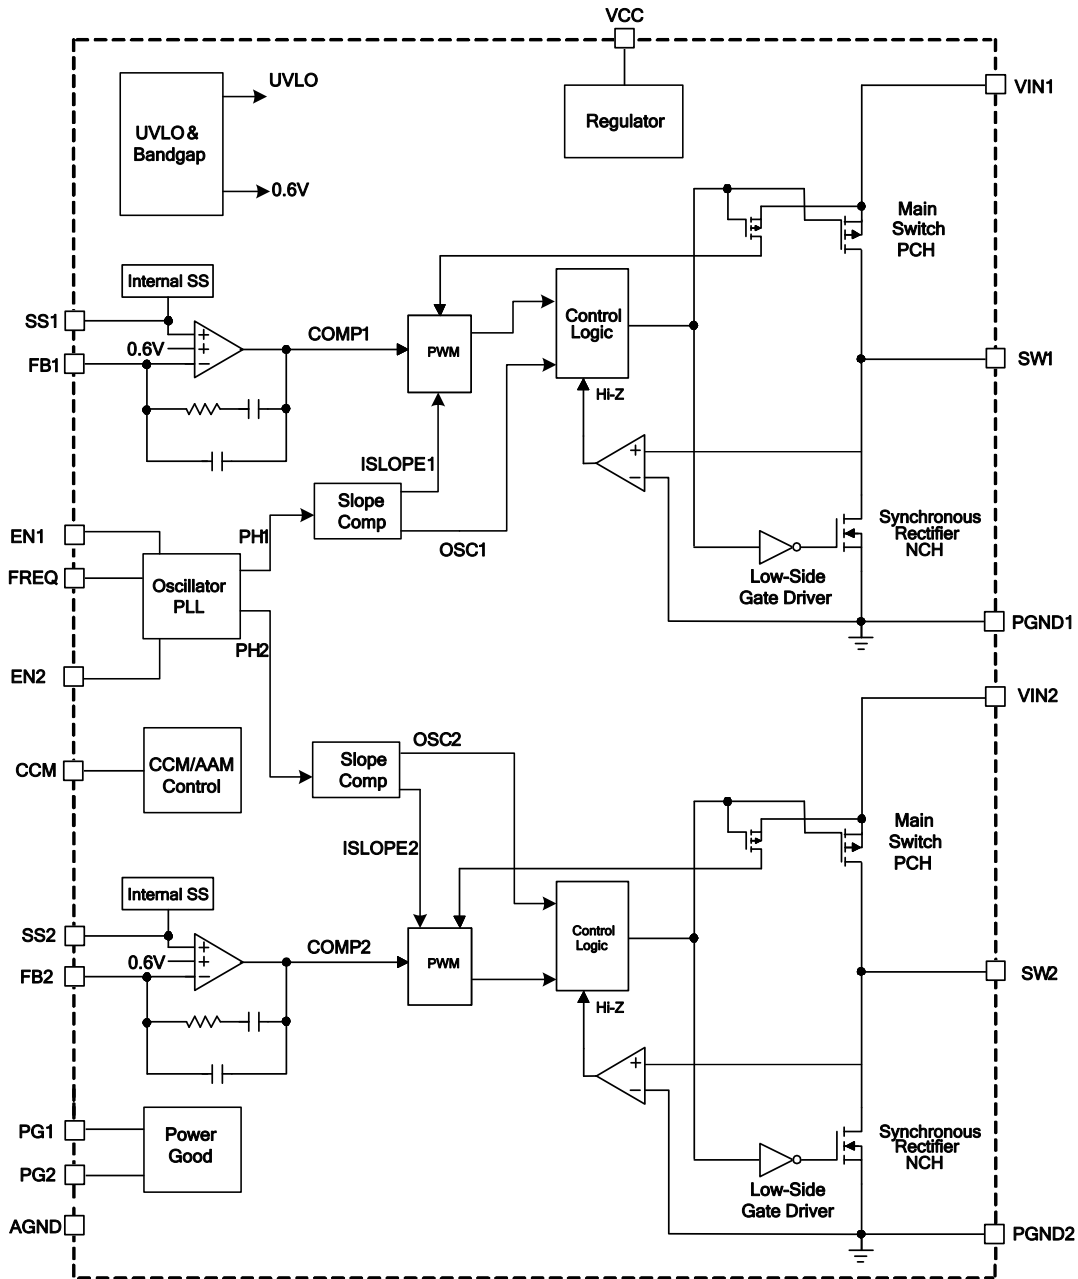 VCC
UVLO &
Bandgap
UVLO
0.6V
Regulator
VIN1
Main
Switch
PCH
Internal SS
SS1
FB1
0.6V
+
+
−
COMP1
PWM
Control
Logic
Hi-Z
SW1
+
−
ISLOPE1
Slope
Comp
OSC1
PH1
EN1
FREQ
Oscillator
PLL
EN2
PH2
Synchronous
Rectifier
NCH
Low-Side
Gate Driver
PGND1
VIN2
CCM
CCM/AAM
Control
Slope
Comp
OSC2
ISLOPE2
Main
Switch
PCH
Internal SS
SS2
FB2
0.6V
+
+
−
COMP2
PWM
Control
Logic
Hi-Z
SW2
+
−
Synchronous
Rectifier
NCH
Low-Side
Gate Driver
PG1
PG2
Power
Good
AGND
PGND2